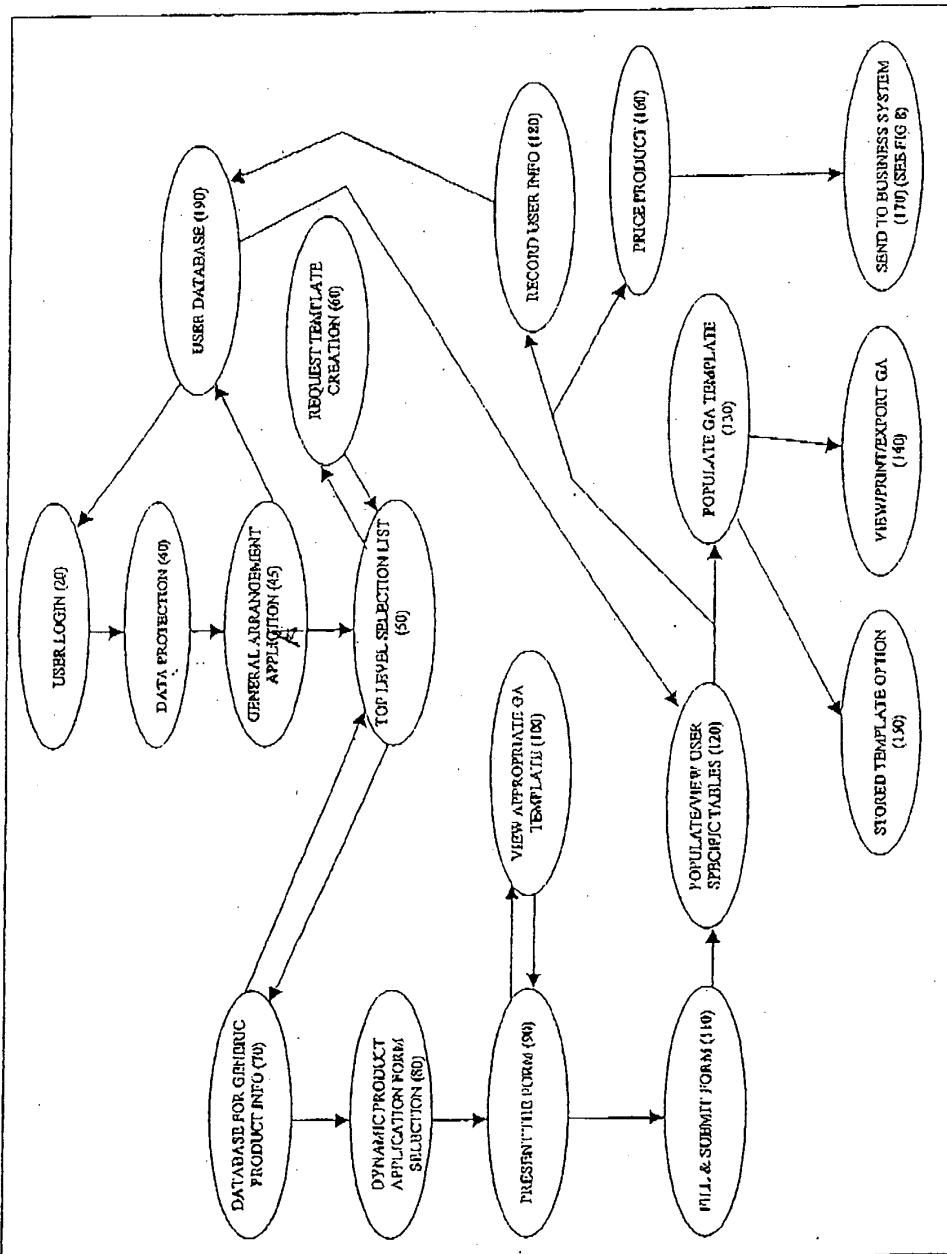 USER LOGIN (20)
DATA PROTECTION (40)
GENERAL ARRANGEMENT
APPLICTION (45)
TOP LEVEL SELECTION LIST
(50)
USER DATABASE (190)
REQUEST TEMPLATE
CREATION (60)
DATABASE FOR GENERIC
PRODUCT INFO (70)
DYNAMIC PRODUCT
APPLICATION FORM
SELECTION (80)
PRESENT THE FORM (90)
VIEW APPROPRIATE GA
TEMPLATE (100)
FILL & SUBMIT FORM (110)
POPULATE/VIEW USER
SPECIFIC TABLES (120)
POPULATE GA TEMPLATE
(130)
RECORD USER INFO (180)
PRICE PRODUCT (160)
STORED TEMPLATE OPTION
(150)
VIEW/PRINT/EXPORT GA
(140)
SEND TO BUSINESS SYSTEM
(170) (SEE FIG 8)